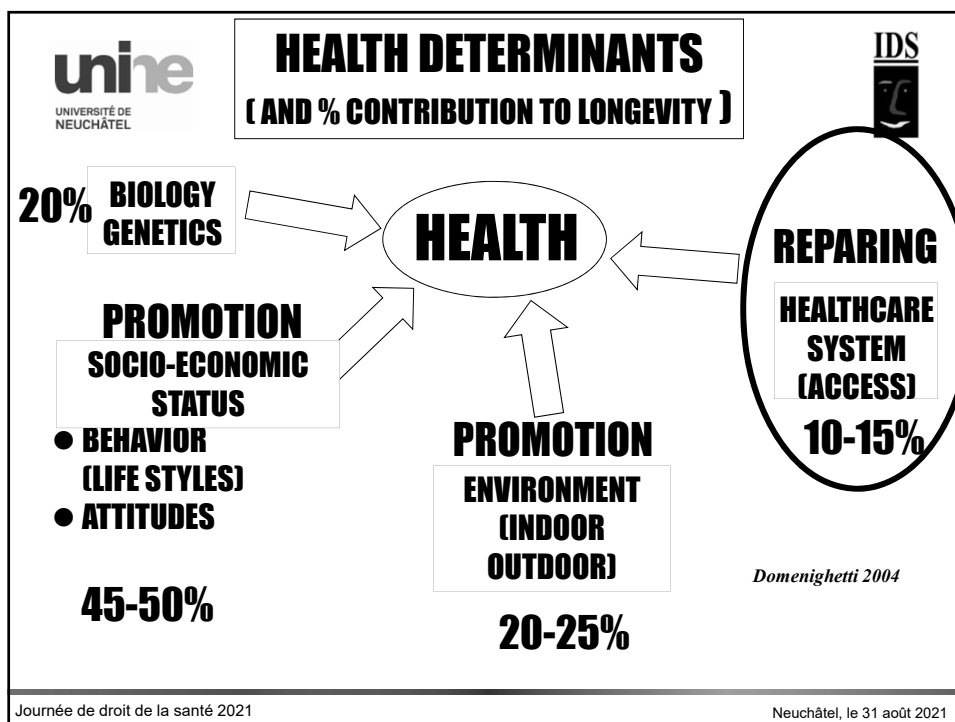 unine
UNIVERSITÉ DE
NEUCHÂTEL
HEALTH DETERMINANTS
( AND % CONTRIBUTION TO LONGEVITY )
IDS
20%
BIOLOGY
GENETICS
HEALTH
REPARING
HEALTHCARE
SYSTEM
(ACCESS)
10-15%
PROMOTION
SOCIO-ECONOMIC
STATUS
● BEHAVIOR
(LIFE STYLES)
● ATTITUDES
45-50%
PROMOTION
ENVIRONMENT
(INDOOR
OUTDOOR)
20-25%
Domenighetti 2004
Journée de droit de la santé 2021
Neuchâtel, le 31 août 2021